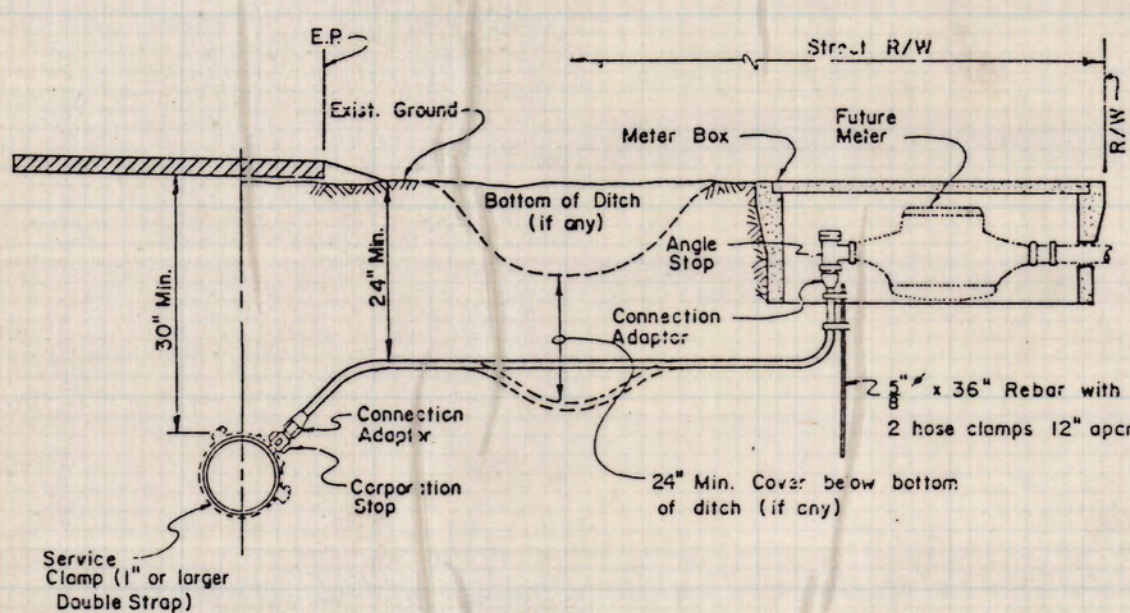 E.P.
Street R/W
R/W
Exist. Ground
Meter Box
Future
Meter
Bottom of Ditch
(if any)
30" Min.
24" Min.
Angle
Stop
Connection
Adaptor
5/8"ø x 36" Rebar with
2 hose clamps 12"
Connection
Adaptor
Corporation
Stop
24" Min. Cover below bottom
of ditch (if any)
Service
Clamp (1" or larger
Double Strap)